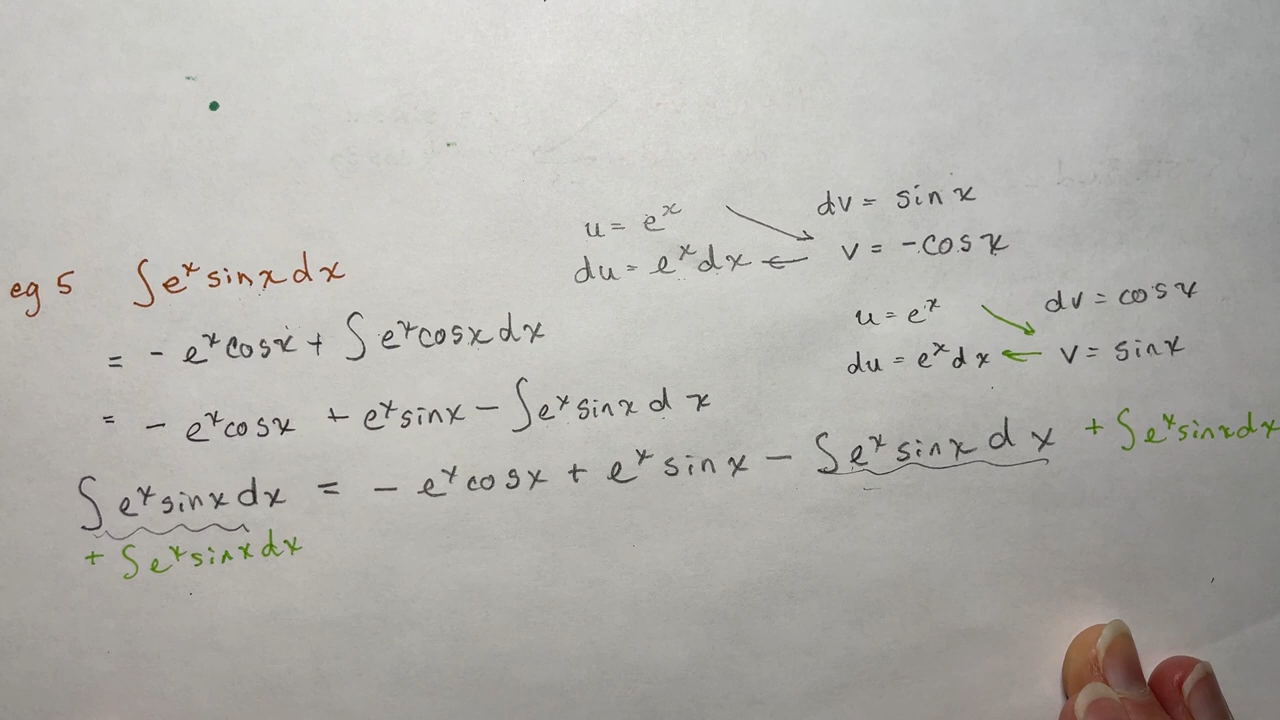 u = e^x dv = sin x
du = e^x dx ← v = -cos x
eg 5 ∫e^x sin x dx
u = e^x dv = cos x
= - e^x cos x + ∫ e^x cos x dx
du = e^x dx ← v = sin x
= - e^x cos x + e^x sin x - ∫e^x sin x dx
∫ e^x sin x dx = - e^x cos x + e^x sin x - ∫e^x sin x dx + ∫e^x sin x dx
+ ∫e^x sin x dx